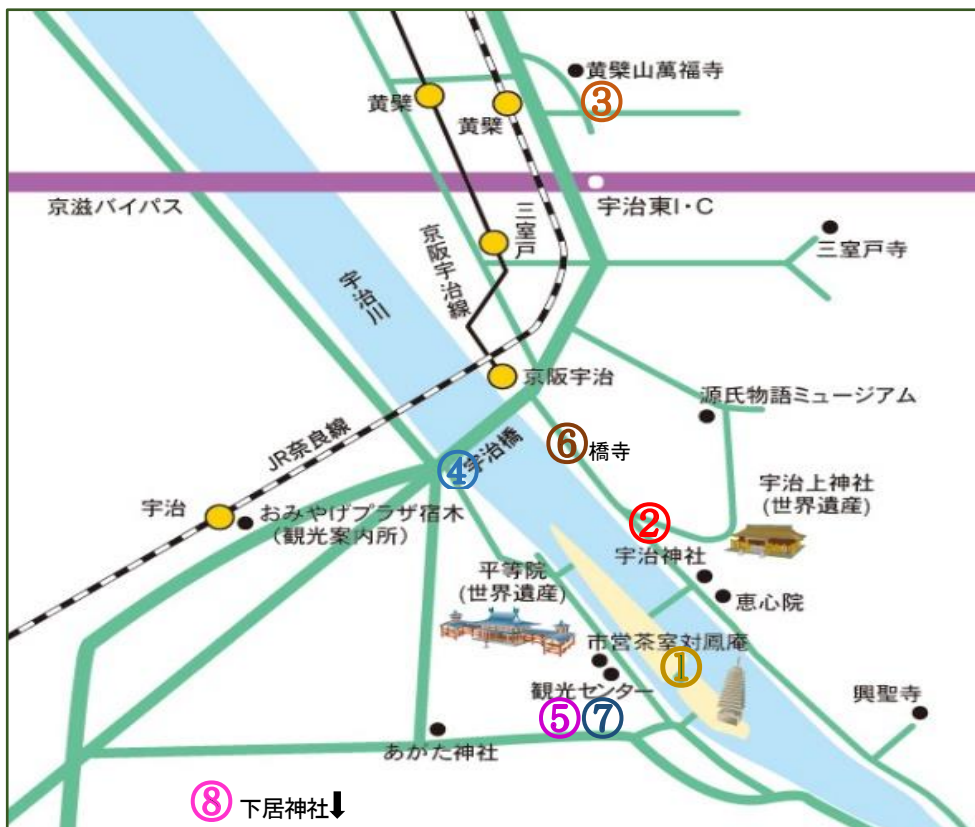 黄檗山萬福寺
③
黄檗
黄檗
京滋バイパス
宇治東I・C
三室戸
三室戸寺
京阪宇治線
宇治川
京阪宇治
源氏物語ミュージアム
JR奈良線
宇治橋
⑥ 橋寺
④
宇治上神社
(世界遺産)
宇治
おみやげプラザ宿木
(観光案内所)
②
宇治神社
平等院
(世界遺産)
恵心院
市営茶室対鳳庵
①
観光センター
興聖寺
⑤⑦
あがた神社
⑧ 下居神社⬇